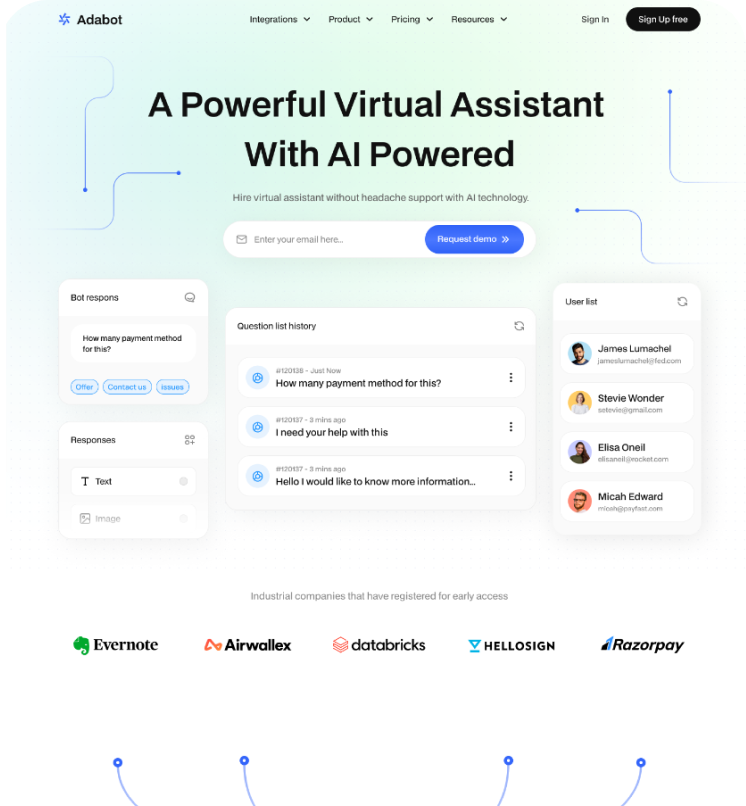 Adabot
Integrations
Product
Pricing
Resources
Sign In
Sign Up free
A Powerful Virtual Assistant
With AI Powered
Hire virtual assistant without headache support with AI technology.
Enter your email here...
Request demo
Bot respons
How many payment method
for this?
Offer
Contact us
issues
Responses
Text
Image
Question list history
#120138 - Just Now
How many payment method for this?
#120137 - 3 mins ago
I need your help with this
#120137 - 3 mins ago
Hello I would like to know more information...
User list
James Lumachel
jameslumachel@fed.com
Stevie Wonder
setevie@gmail.com
Elisa Oneil
elisaneil@rocket.com
Micah Edward
micah@payfast.com
Industrial companies that have registered for early access
Evernote
Airwallex
databricks
HELLOSIGN
Razorpay